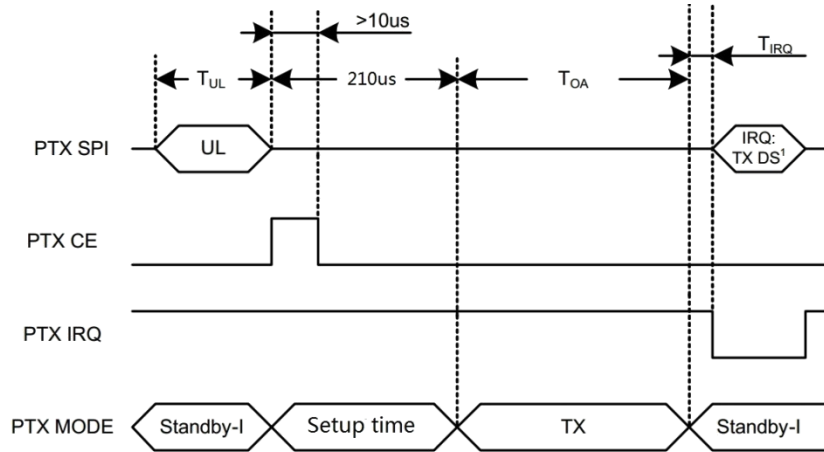 >10us
T_IRQ
T_UL
210us
T_OA
PTX SPI
UL
IRQ:
TX DS¹
PTX CE
PTX IRQ
PTX MODE
Standby-I
Setup time
TX
Standby-I